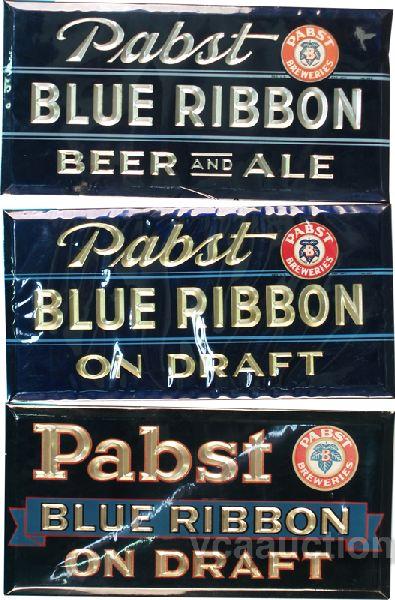 Pabst
PABST
B
BREWERIES
BLUE RIBBON
BEER AND ALE
Pabst
PABST
B
BREWERIES
BLUE RIBBON
ON DRAFT
Pabst
PABST
B
BREWERIES
BLUE RIBBON
ON DRAFT
vcaauction